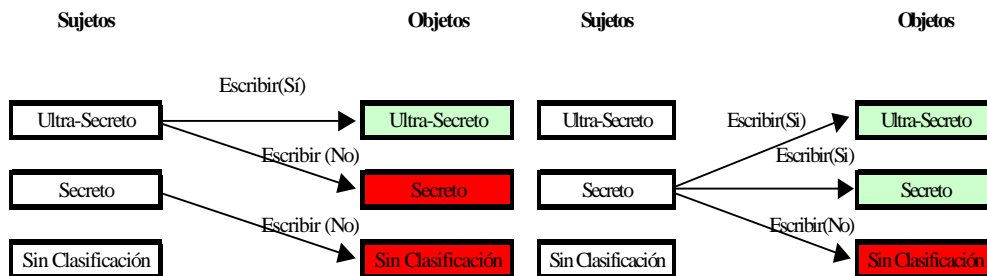 Sujetos
Objetos
Sujetos
Objetos
Escribir(Sí)
Ultra-Secreto
Ultra-Secreto
Escribir (No)
Secreto
Secreto
Escribir (No)
Sin Clasificación
Sin Clasificación
Ultra-Secreto
Escribir(Si)
Ultra-Secreto
Escribir(Si)
Secreto
Secreto
Escribir(No)
Sin Clasificación
Sin Clasificación